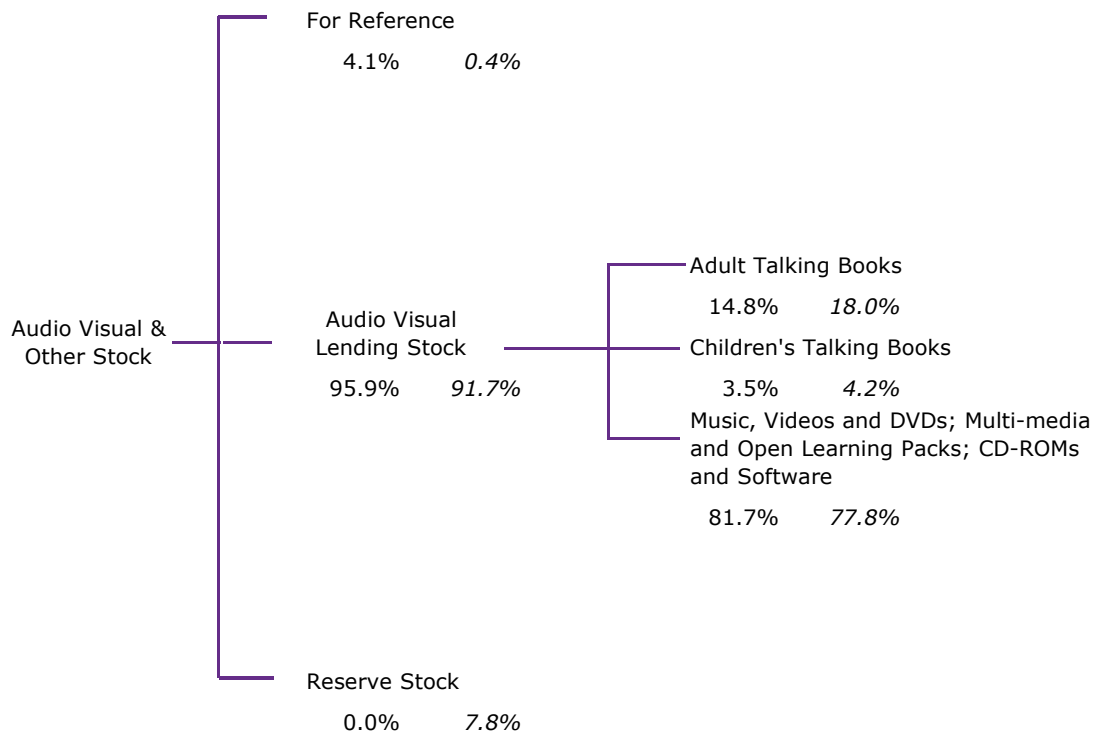 For Reference
4.1% 0.4%
Audio Visual &
Other Stock
Audio Visual
Lending Stock
95.9% 91.7%
Adult Talking Books
14.8% 18.0%
Children's Talking Books
3.5% 4.2%
Music, Videos and DVDs; Multi-media
and Open Learning Packs; CD-ROMs
and Software
81.7% 77.8%
Reserve Stock
0.0% 7.8%